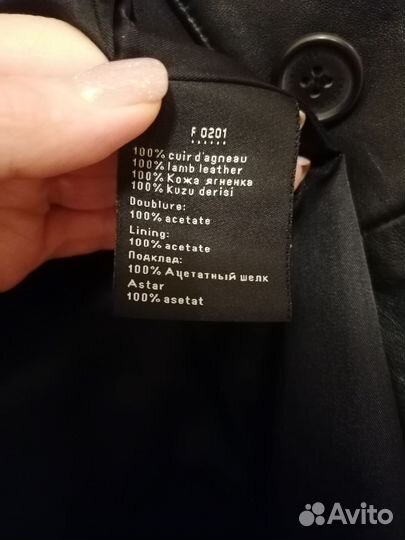 F 0201
100% cuir d'agneau
100% lamb leather
100% Кожа ягненка
100% kuzu derisi
Doublure:
100% acetate
Lining:
100% acetate
Подклад:
100% Ацетатный шелк
Astar
100% asetat
Avito